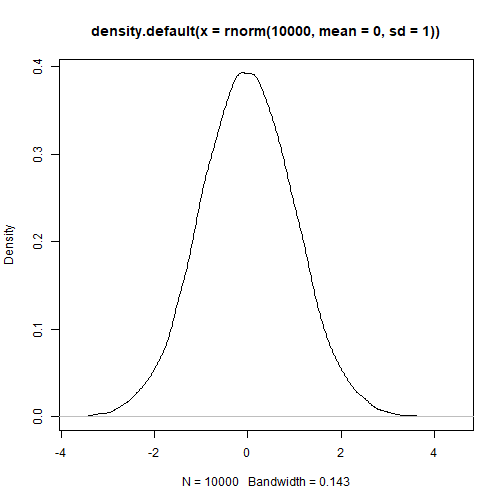 density.default(x = rnorm(10000, mean = 0, sd = 1))
0.4
0.3
0.2
0.1
0.0
Density
-4 -2 0 2 4
N = 10000 Bandwidth = 0.143